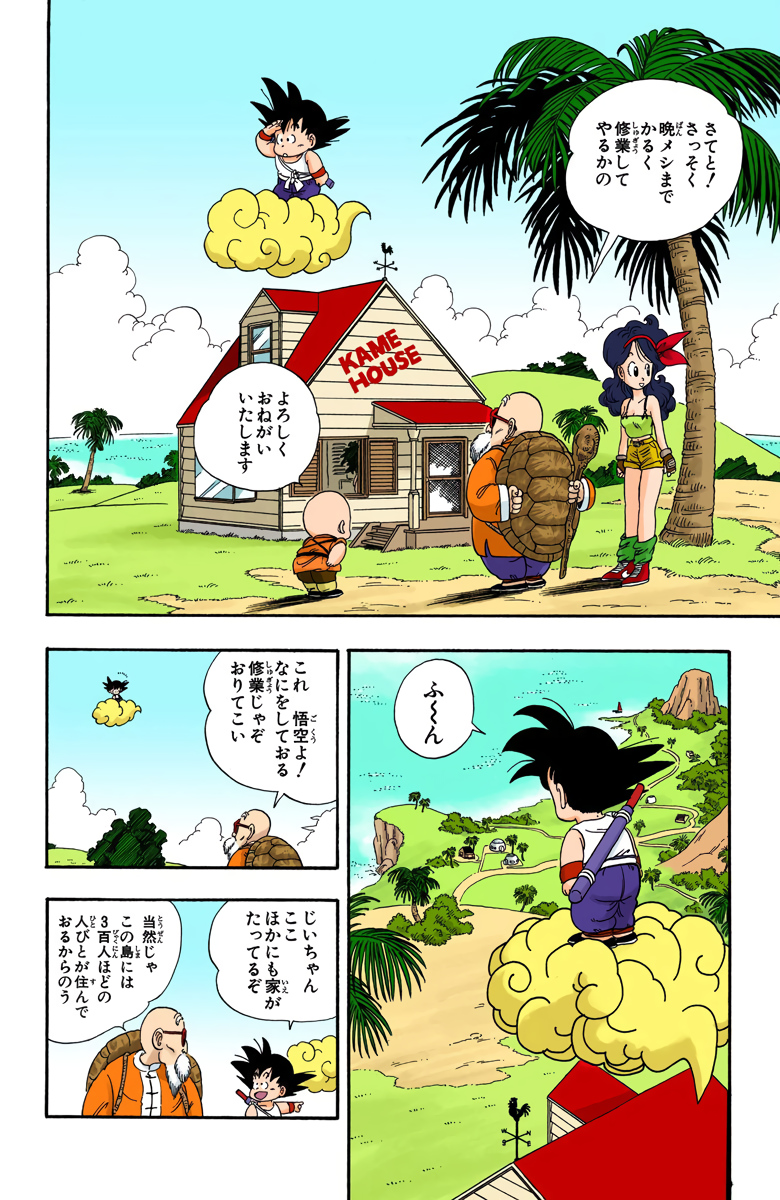 さてと！
さっそく
晩メシまで
かるく
修業して
やるかの
KAME
HOUSE
よろしく
おねがい
いたします
ふ～ん
これ　悟空よ！
なにをしておる
修業じゃぞ
おりてこい
じいちゃん
ここ
ほかにも家が
たってるぞ
当然じゃ
この島には
3百人ほどの
人びとが住んで
おるからのう